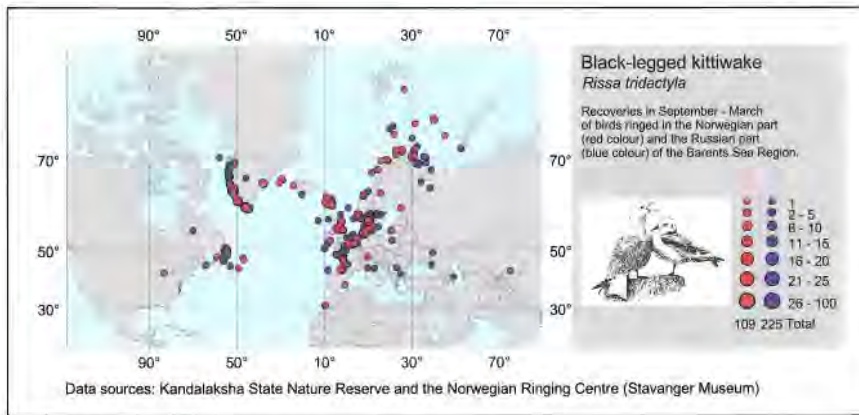 90° 50° 10° 30° 70°
Black-legged kittiwake
Rissa tridactyla
Recoveries in September - March
of birds ringed in the Norwegian part
(red colour) and the Russian part
(blue colour) of the Barents Sea Region.
70° 70°
50° 50°
30° 30°
1
2 - 5
6 - 10
11 - 15
16 - 20
21 - 25
26 - 100
109 225 Total
90° 50° 10° 30° 70°
Data sources: Kandalaksha State Nature Reserve and the Norwegian Ringing Centre (Stavanger Museum)